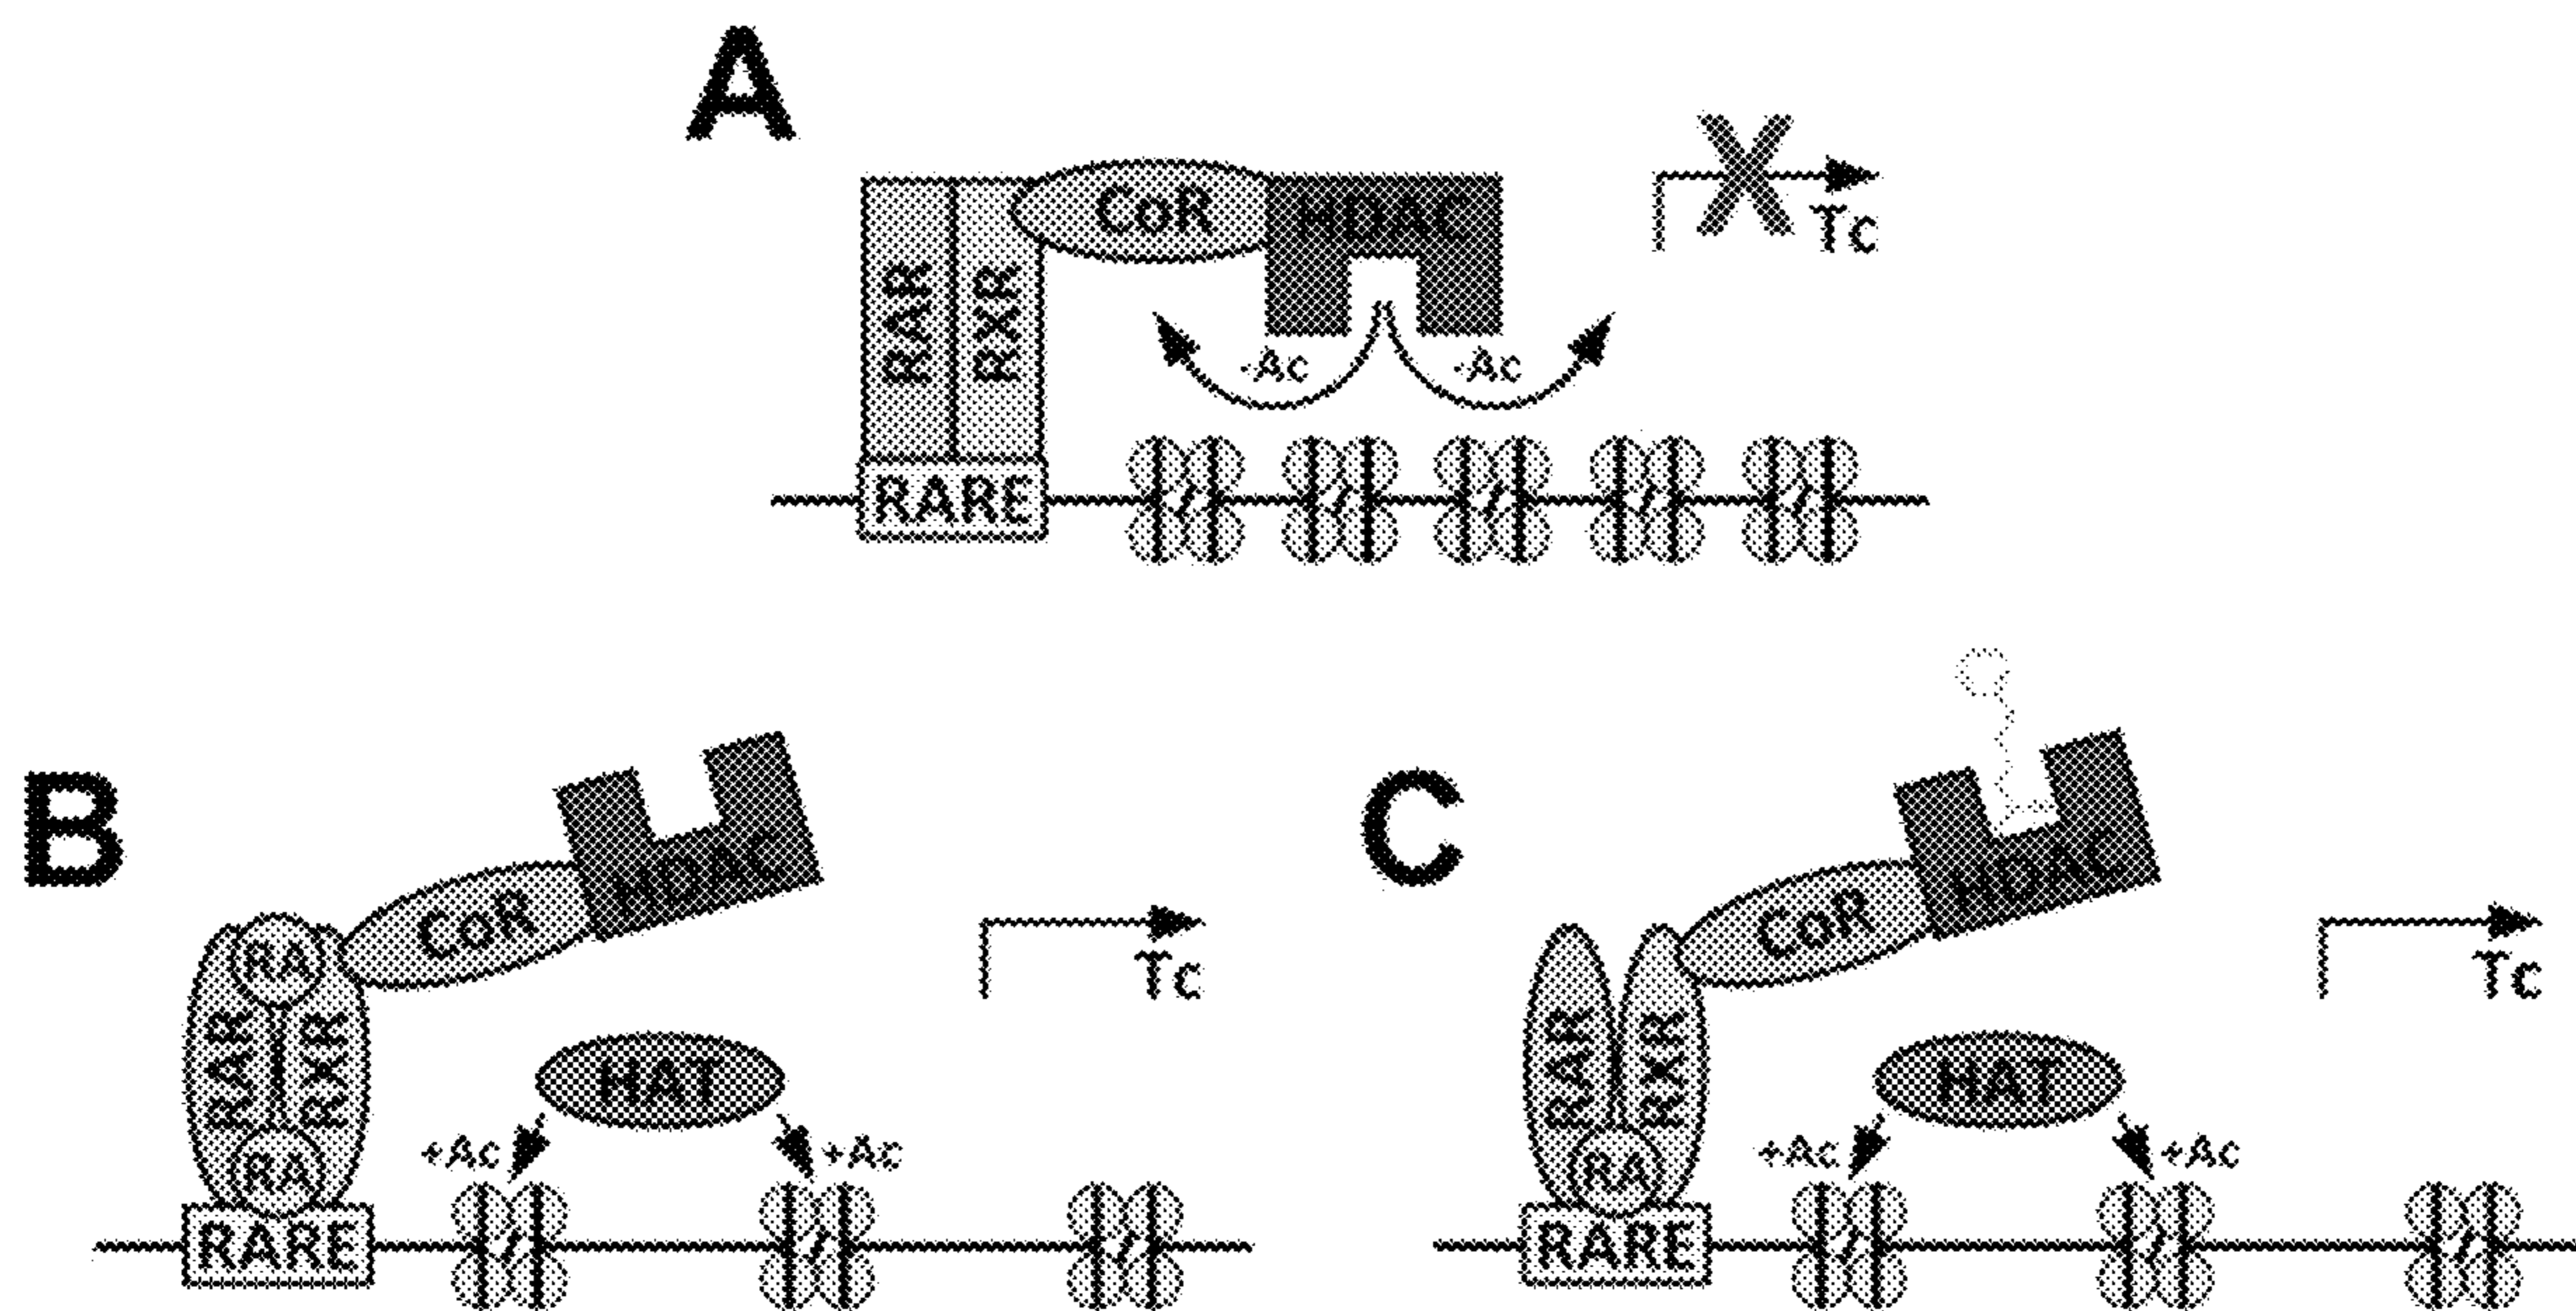 A
X
CoR HDAC
Tc
RAR RXR
-Ac -Ac
RARE
B
HDAC
CoR
RA
Tc
RAR RXR
HAT
+Ac +Ac
RA
RARE
C
HDAC
CoR
Tc
RAR RXR
HAT
+Ac +Ac
RA
RARE